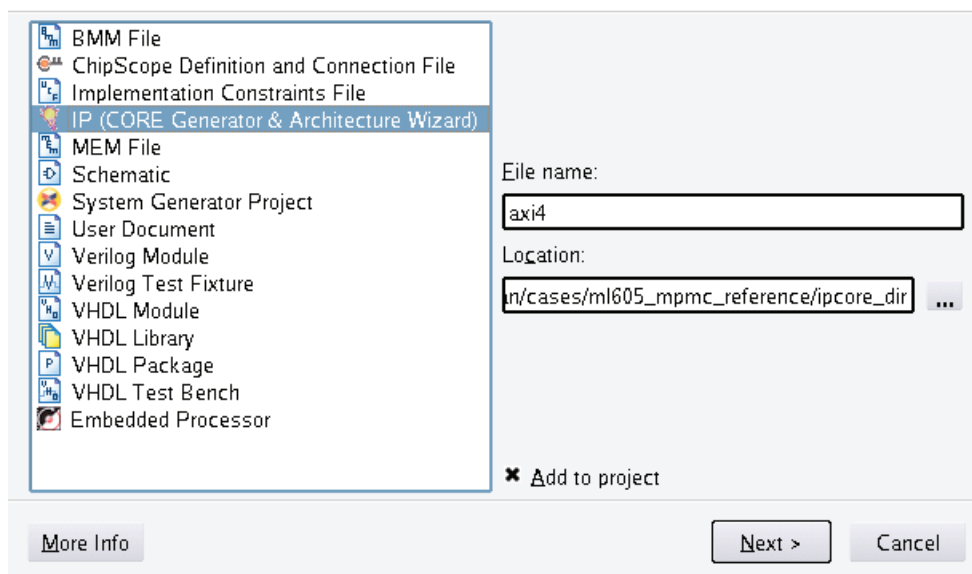 BMM File
ChipScope Definition and Connection File
Implementation Constraints File
IP (CORE Generator & Architecture Wizard)
MEM File
Schematic
System Generator Project
User Document
Verilog Module
Verilog Test Fixture
VHDL Module
VHDL Library
VHDL Package
VHDL Test Bench
Embedded Processor
File name:
axi4
Location:
in/cases/ml605_mpmc_reference/ipcore_dir
...
Add to project
More Info
Next >
Cancel